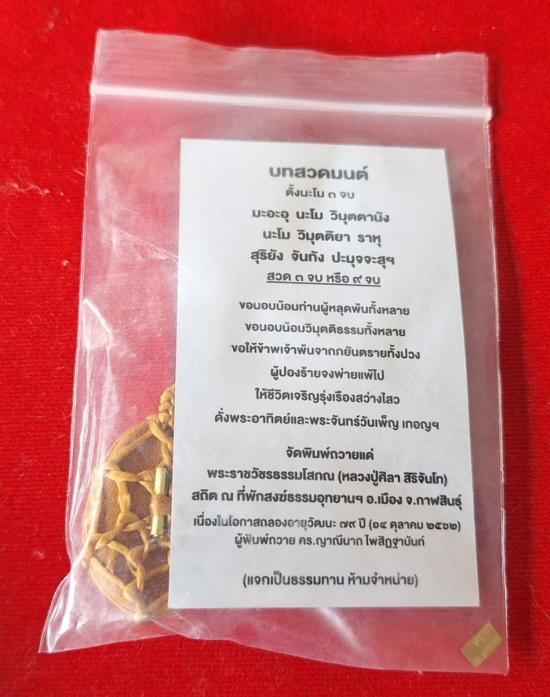 บทสวดมนต์
ตั้งนะโม ๓ จบ
มะอะอุ นะโม วิมุตตานัง
นะโม วิมุตติยา ราหุ
สุริยัง จันทัง ปะมุจจะสุฯ
สวด ๓ จบ หรือ ๙ จบ
ขอนอบน้อมท่านผู้หลุดพ้นทั้งหลาย
ขอนอบน้อมวิมุตติธรรมทั้งหลาย
ขอให้ข้าพเจ้าพ้นจากภยันตรายทั้งปวง
ผู้ปองร้ายจงพ่ายแพ้ไป
ให้ชีวิตเจริญรุ่งเรืองสว่างไสว
ดั่งพระอาทิตย์และพระจันทร์วันเพ็ญ เทอญฯ
จัดพิมพ์ถวายแด่
พระราชวัชรธรรมโสภณ (หลวงปู่ศิลา สิริจันโท)
สถิต ณ ที่พักสงฆ์ธรรมอุทยานฯ อ.เมือง จ.กาฬสินธุ์
เนื่องในโอกาสฉลองอายุวัฒนะ ๗๙ ปี (๑๔ ตุลาคม ๒๕๖๒)
ผู้พิมพ์ถวาย ดร.ญาณีนาถ ไพสิฏฐานันท์
(แจกเป็นธรรมทาน ห้ามจำหน่าย)